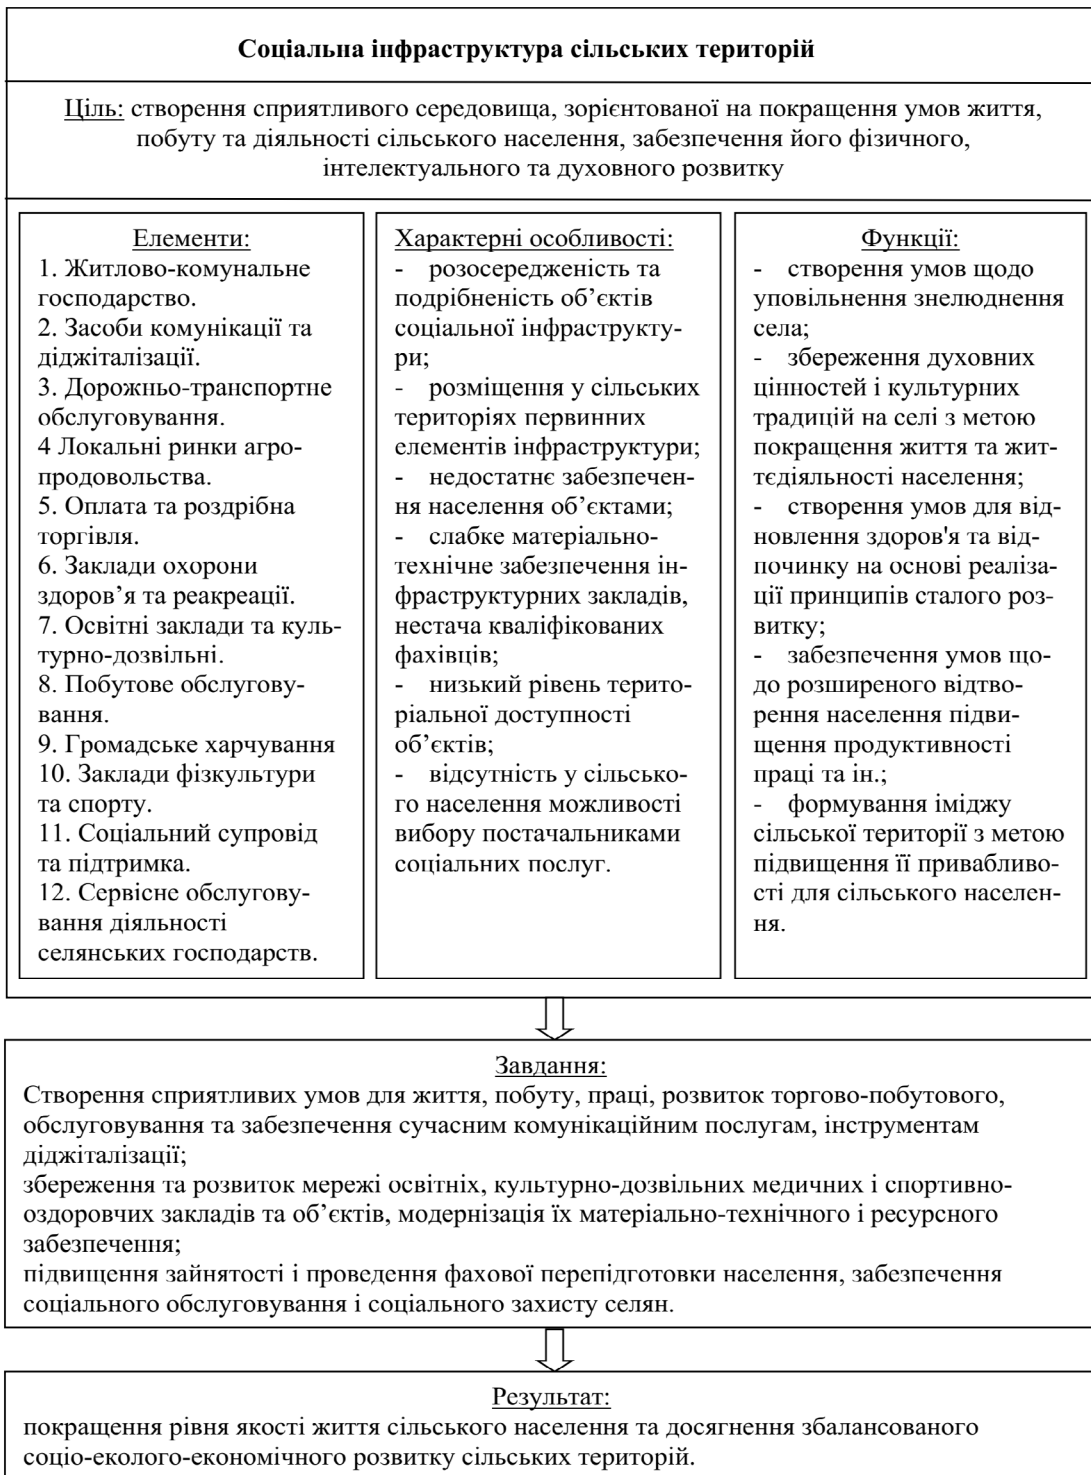 Соціальна інфраструктура сільських територій
Ціль: створення сприятливого середовища, зорієнтованої на покращення умов життя,
побуту та діяльності сільського населення, забезпечення його фізичного,
інтелектуального та духовного розвитку
Елементи:
1. Житлово-комунальне
господарство.
2. Засоби комунікації та
діджіталізації.
3. Дорожньо-транспортне
обслуговування.
4 Локальні ринки агро-
продовольства.
5. Оплата та роздрібна
торгівля.
6. Заклади охорони
здоров’я та реакреації.
7. Освітні заклади та куль-
турно-дозвільні.
8. Побутове обслугову-
вання.
9. Громадське харчування
10. Заклади фізкультури
та спорту.
11. Соціальний супровід
та підтримка.
12. Сервісне обслугову-
вання діяльності
селянських господарств.
Характерні особливості:
- розосередженість та
подрібненість об’єктів
соціальної інфраструкту-
ри;
- розміщення у сільських
територіях первинних
елементів інфраструктури;
- недостатнє забезпечен-
ня населення об’єктами;
- слабке матеріально-
технічне забезпечення ін-
фраструктурних закладів,
нестача кваліфікованих
фахівців;
- низький рівень терито-
ріальної доступності
об’єктів;
- відсутність у сільсько-
го населення можливості
вибору постачальниками
соціальних послуг.
Функції:
- створення умов щодо
уповільнення знелюднення
села;
- збереження духовних
цінностей і культурних
традицій на селі з метою
покращення життя та жит-
тєдіяльності населення;
- створення умов для від-
новлення здоров'я та від-
починку на основі реаліза-
ції принципів сталого роз-
витку;
- забезпечення умов що-
до розширеного відтво-
рення населення підви-
щення продуктивності
праці та ін.;
- формування іміджу
сільської території з метою
підвищення її привабливо-
сті для сільського населен-
ня.
Завдання:
Створення сприятливих умов для життя, побуту, праці, розвиток торгово-побутового,
обслуговування та забезпечення сучасним комунікаційним послугам, інструментам
діджіталізації;
збереження та розвиток мережі освітніх, культурно-дозвільних медичних і спортивно-
оздоровчих закладів та об’єктів, модернізація їх матеріально-технічного і ресурсного
забезпечення;
підвищення зайнятості і проведення фахової перепідготовки населення, забезпечення
соціального обслуговування і соціального захисту селян.
Результат:
покращення рівня якості життя сільського населення та досягнення збалансованого
соціо-еколого-економічного розвитку сільських територій.